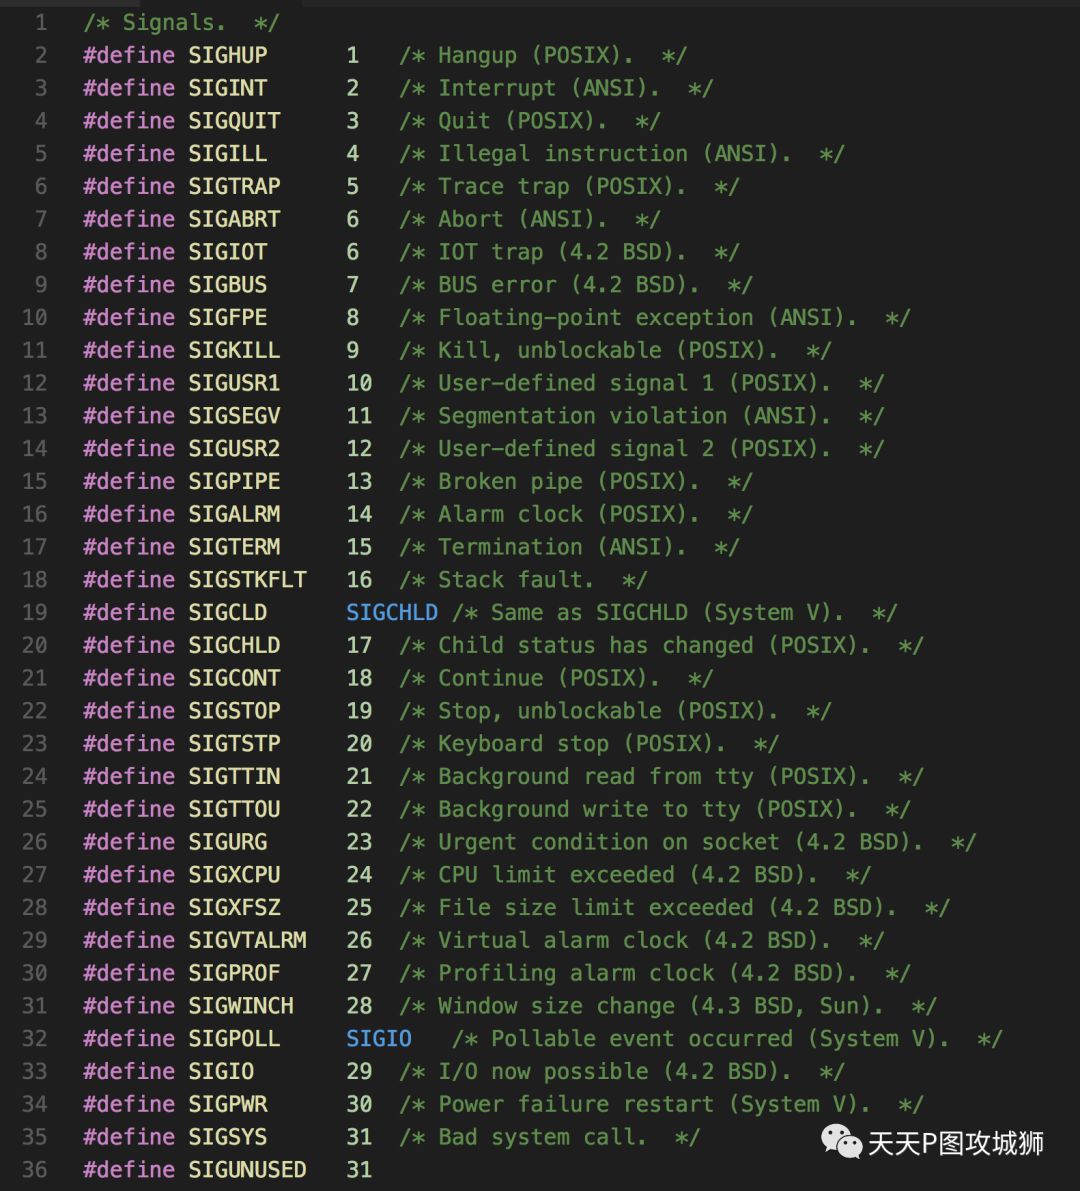 1 /* Signals.  */
2 #define SIGHUP      1   /* Hangup (POSIX).  */
3 #define SIGINT      2   /* Interrupt (ANSI).  */
4 #define SIGQUIT     3   /* Quit (POSIX).  */
5 #define SIGILL      4   /* Illegal instruction (ANSI).  */
6 #define SIGTRAP     5   /* Trace trap (POSIX).  */
7 #define SIGABRT     6   /* Abort (ANSI).  */
8 #define SIGIOT      6   /* IOT trap (4.2 BSD).  */
9 #define SIGBUS      7   /* BUS error (4.2 BSD).  */
10 #define SIGFPE      8   /* Floating-point exception (ANSI).  */
11 #define SIGKILL     9   /* Kill, unblockable (POSIX).  */
12 #define SIGUSR1     10  /* User-defined signal 1 (POSIX).  */
13 #define SIGSEGV     11  /* Segmentation violation (ANSI).  */
14 #define SIGUSR2     12  /* User-defined signal 2 (POSIX).  */
15 #define SIGPIPE     13  /* Broken pipe (POSIX).  */
16 #define SIGALRM     14  /* Alarm clock (POSIX).  */
17 #define SIGTERM     15  /* Termination (ANSI).  */
18 #define SIGSTKFLT   16  /* Stack fault.  */
19 #define SIGCLD      SIGCHLD /* Same as SIGCHLD (System V).  */
20 #define SIGCHLD     17  /* Child status has changed (POSIX).  */
21 #define SIGCONT     18  /* Continue (POSIX).  */
22 #define SIGSTOP     19  /* Stop, unblockable (POSIX).  */
23 #define SIGTSTP     20  /* Keyboard stop (POSIX).  */
24 #define SIGTTIN     21  /* Background read from tty (POSIX).  */
25 #define SIGTTOU     22  /* Background write to tty (POSIX).  */
26 #define SIGURG      23  /* Urgent condition on socket (4.2 BSD).  */
27 #define SIGXCPU     24  /* CPU limit exceeded (4.2 BSD).  */
28 #define SIGXFSZ     25  /* File size limit exceeded (4.2 BSD).  */
29 #define SIGVTALRM   26  /* Virtual alarm clock (4.2 BSD).  */
30 #define SIGPROF     27  /* Profiling alarm clock (4.2 BSD).  */
31 #define SIGWINCH    28  /* Window size change (4.3 BSD, Sun).  */
32 #define SIGPOLL     SIGIO   /* Pollable event occurred (System V).  */
33 #define SIGIO       29  /* I/O now possible (4.2 BSD).  */
34 #define SIGPWR      30  /* Power failure restart (System V).  */
35 #define SIGSYS      31  /* Bad system call.  */
36 #define SIGUNUSED   31
天天P图攻城狮